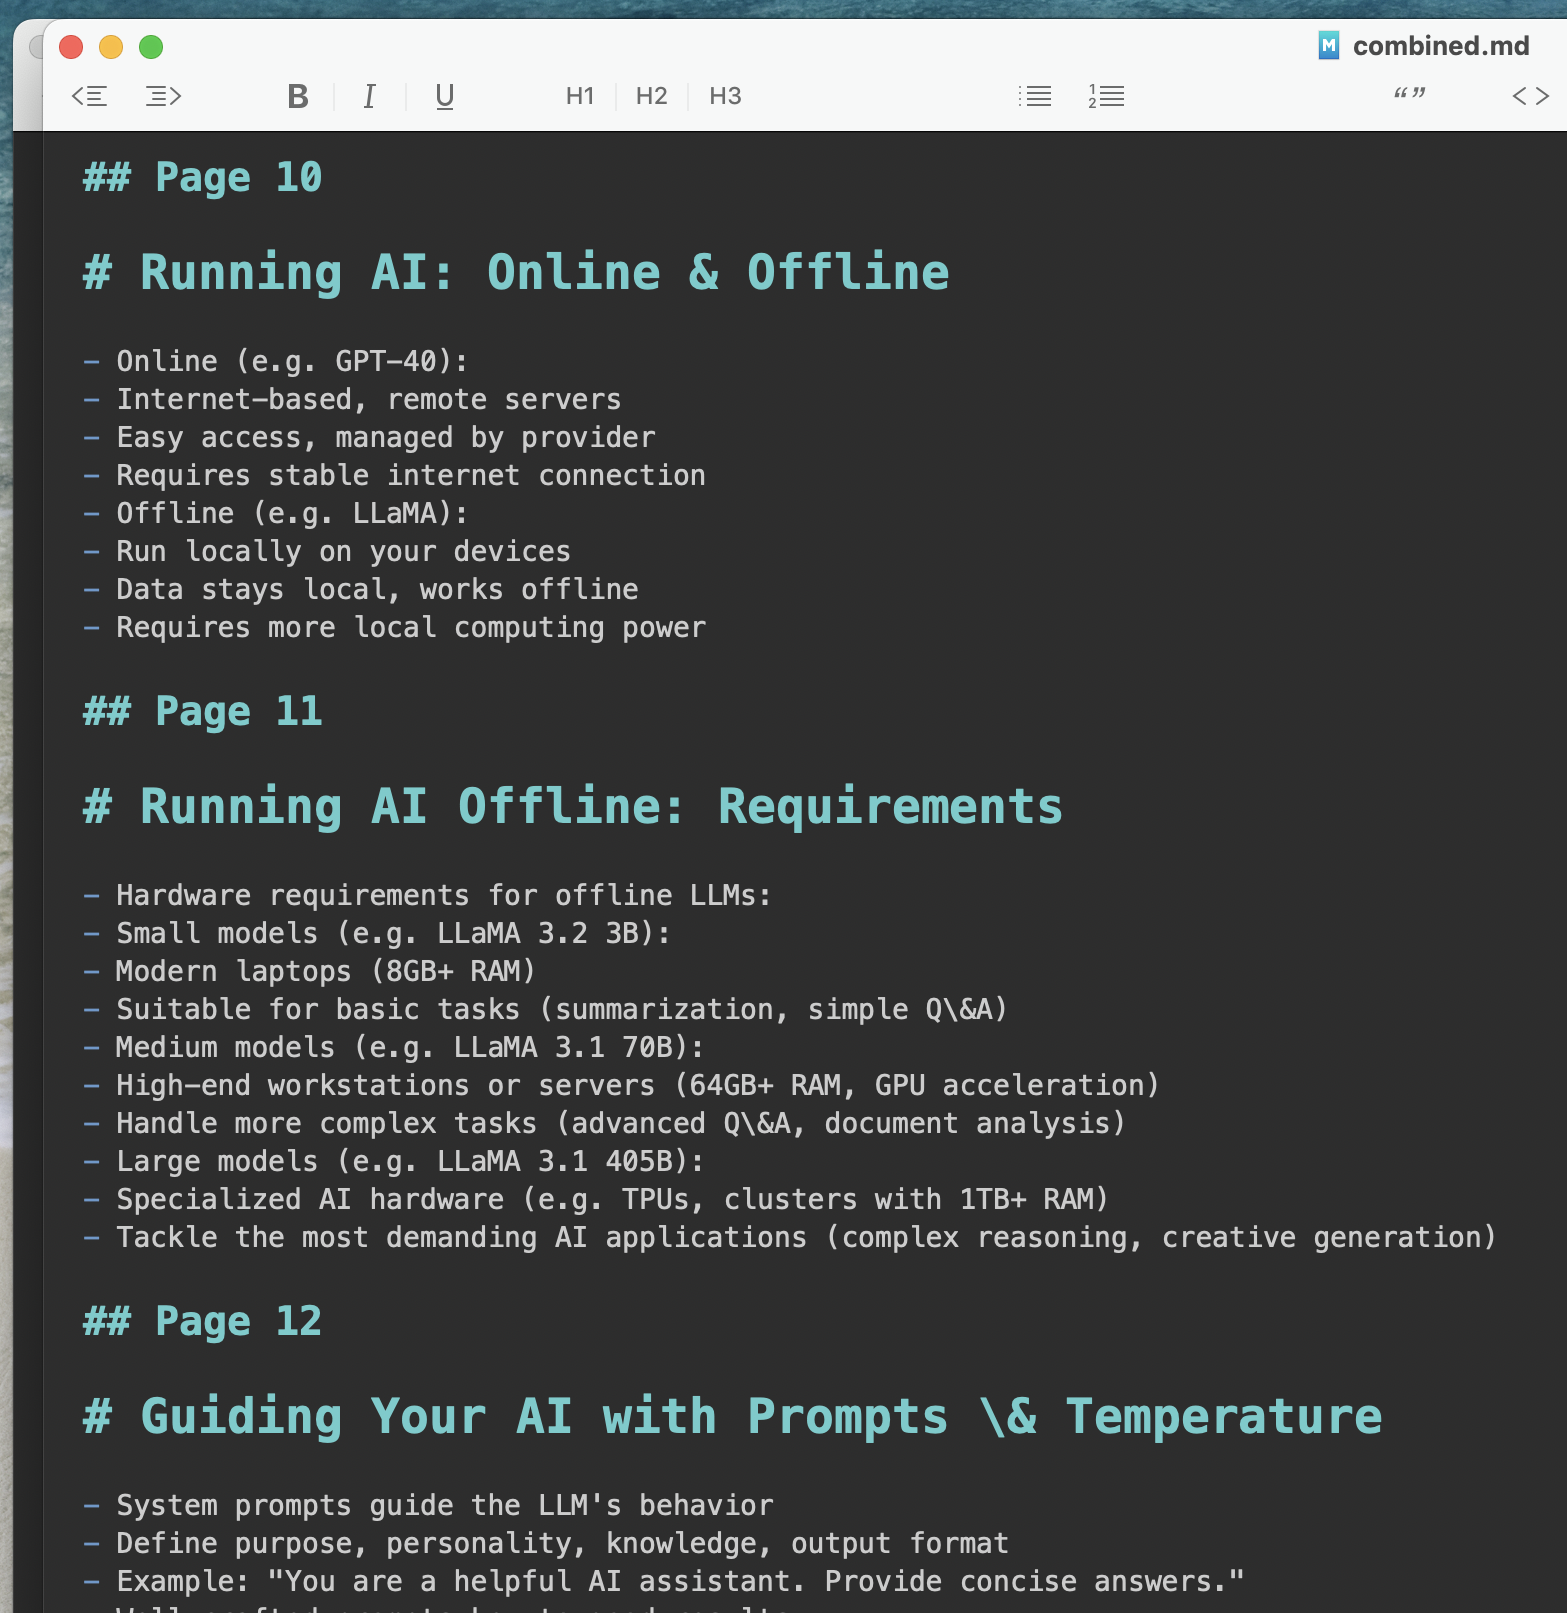 combined.md
B I U H1 H2 H3 “” <>
## Page 10
# Running AI: Online & Offline
- Online (e.g. GPT-40):
- Internet-based, remote servers
- Easy access, managed by provider
- Requires stable internet connection
- Offline (e.g. LLaMA):
- Run locally on your devices
- Data stays local, works offline
- Requires more local computing power
## Page 11
# Running AI Offline: Requirements
- Hardware requirements for offline LLMs:
- Small models (e.g. LLaMA 3.2 3B):
- Modern laptops (8GB+ RAM)
- Suitable for basic tasks (summarization, simple Q\&A)
- Medium models (e.g. LLaMA 3.1 70B):
- High-end workstations or servers (64GB+ RAM, GPU acceleration)
- Handle more complex tasks (advanced Q\&A, document analysis)
- Large models (e.g. LLaMA 3.1 405B):
- Specialized AI hardware (e.g. TPUs, clusters with 1TB+ RAM)
- Tackle the most demanding AI applications (complex reasoning, creative generation)
## Page 12
# Guiding Your AI with Prompts \& Temperature
- System prompts guide the LLM's behavior
- Define purpose, personality, knowledge, output format
- Example: "You are a helpful AI assistant. Provide concise answers."